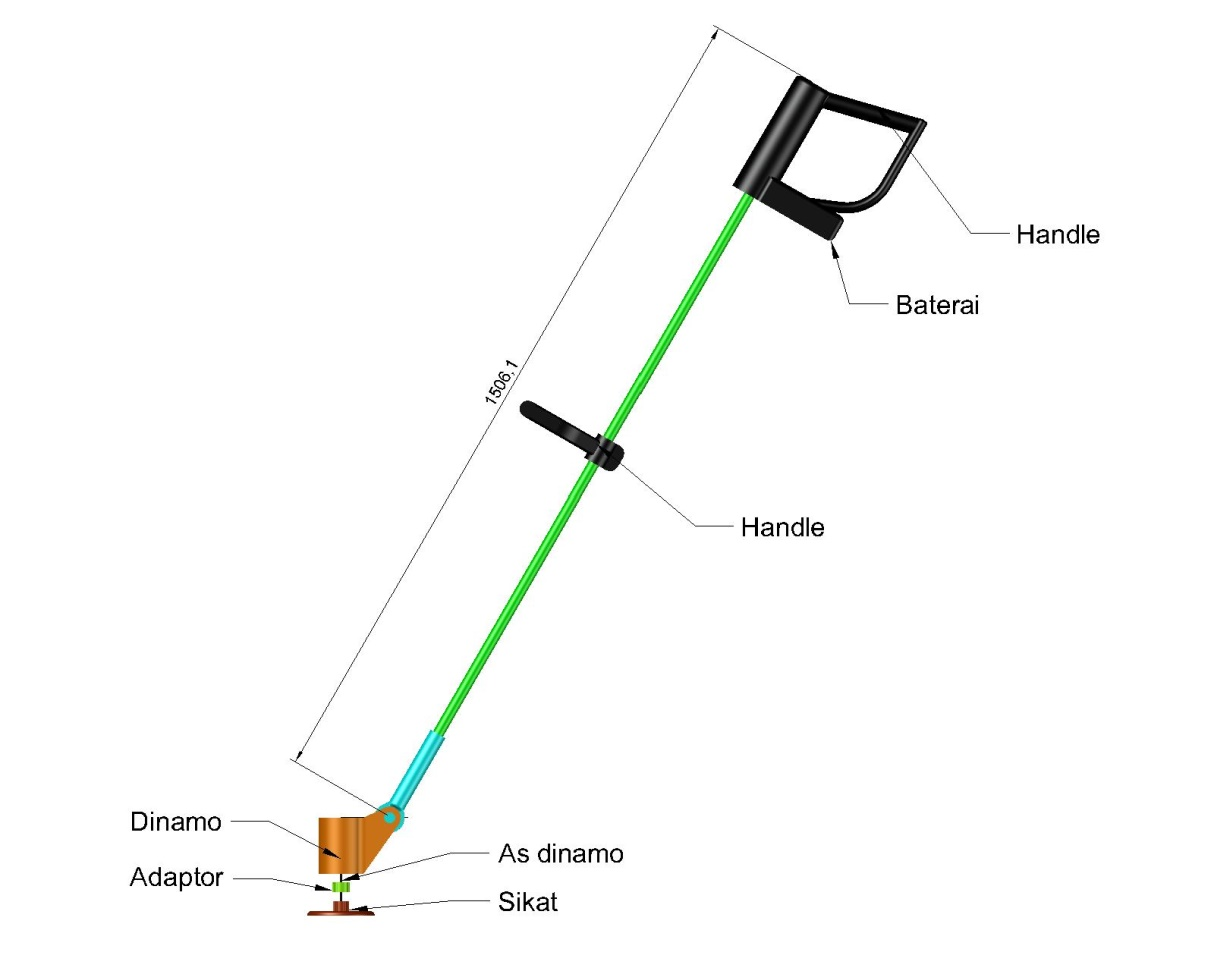 Handle
Baterai
1506,1
Handle
Dinamo
As dinamo
Adaptor
Sikat